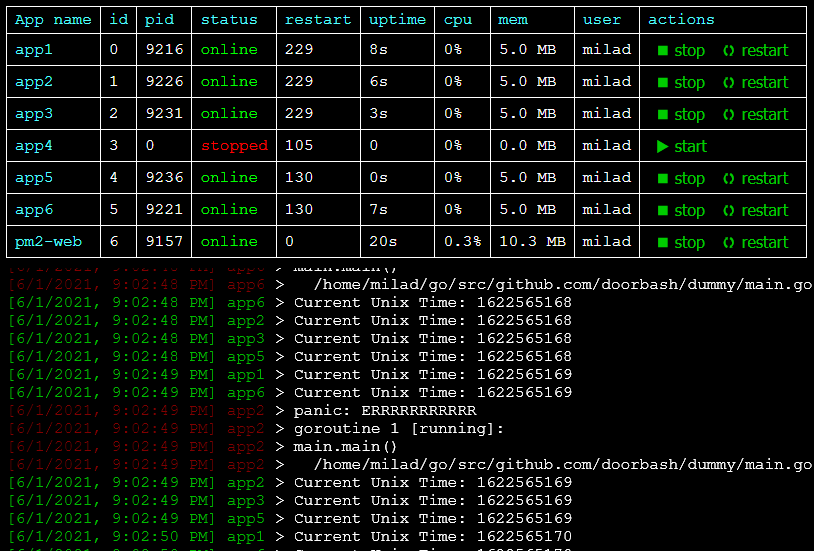 App name id pid status restart uptime cpu mem user actions
app1 0 9216 online 229 8s 0% 5.0 MB milad stop restart
app2 1 9226 online 229 6s 0% 5.0 MB milad stop restart
app3 2 9231 online 229 3s 0% 5.0 MB milad stop restart
app4 3 0 stopped 105 0 0% 0.0 MB milad start
app5 4 9236 online 130 0s 0% 5.0 MB milad stop restart
app6 5 9221 online 130 7s 0% 5.0 MB milad stop restart
pm2-web 6 9157 online 0 20s 0.3% 10.3 MB milad stop restart
[6/1/2021, 9:02:48 PM] app6 > main.main()
[6/1/2021, 9:02:48 PM] app6 > /home/milad/go/src/github.com/doorbash/dummy/main.go
[6/1/2021, 9:02:48 PM] app6 > Current Unix Time: 1622565168
[6/1/2021, 9:02:48 PM] app2 > Current Unix Time: 1622565168
[6/1/2021, 9:02:48 PM] app3 > Current Unix Time: 1622565168
[6/1/2021, 9:02:48 PM] app5 > Current Unix Time: 1622565168
[6/1/2021, 9:02:49 PM] app1 > Current Unix Time: 1622565169
[6/1/2021, 9:02:49 PM] app6 > Current Unix Time: 1622565169
[6/1/2021, 9:02:49 PM] app2 > panic: ERRRRRRRRRRR
[6/1/2021, 9:02:49 PM] app2 > goroutine 1 [running]:
[6/1/2021, 9:02:49 PM] app2 > main.main()
[6/1/2021, 9:02:49 PM] app2 > /home/milad/go/src/github.com/doorbash/dummy/main.go
[6/1/2021, 9:02:49 PM] app2 > Current Unix Time: 1622565169
[6/1/2021, 9:02:49 PM] app3 > Current Unix Time: 1622565169
[6/1/2021, 9:02:49 PM] app5 > Current Unix Time: 1622565169
[6/1/2021, 9:02:50 PM] app1 > Current Unix Time: 1622565170